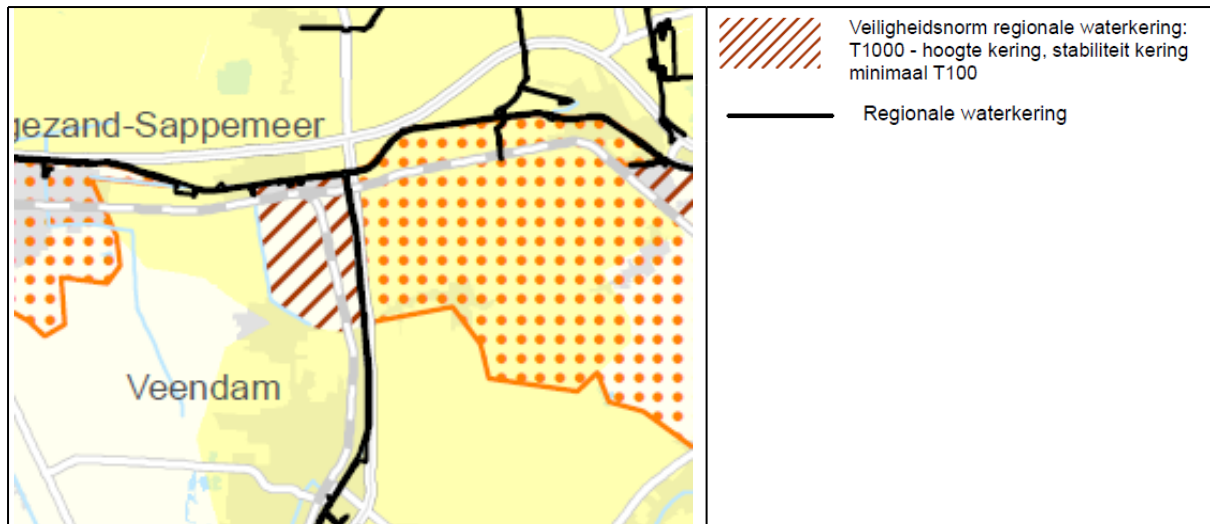 gezand-Sappemeer
Veendam
Veiligheidsnorm regionale waterkering:
T1000 - hoogte kering, stabiliteit kering
minimaal T100
Regionale waterkering